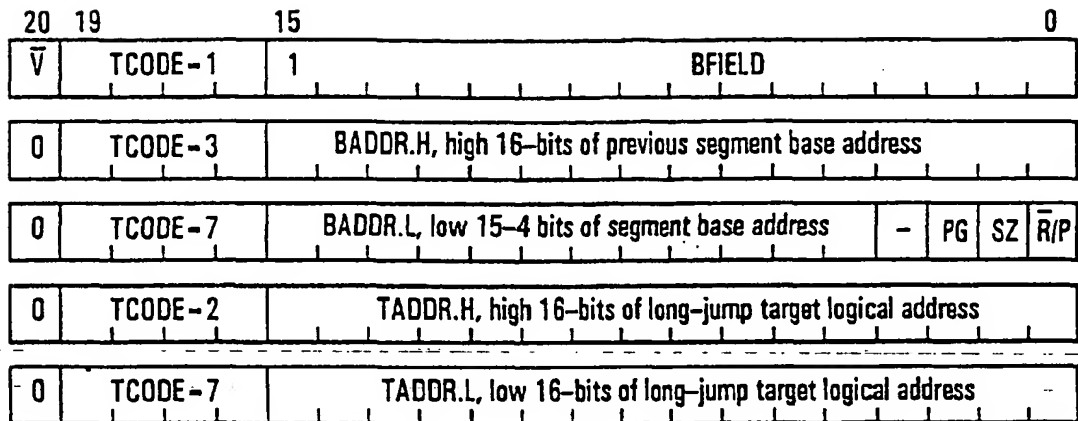 20 19 15 0
V̅ TCODE-1 1 BFIELD
0 TCODE-3 BADDR.H, high 16-bits of previous segment base address
0 TCODE-7 BADDR.L, low 15-4 bits of segment base address - PG SZ R̅/P
0 TCODE-2 TADDR.H, high 16-bits of long-jump target logical address
0 TCODE-7 TADDR.L, low 16-bits of long-jump target logical address